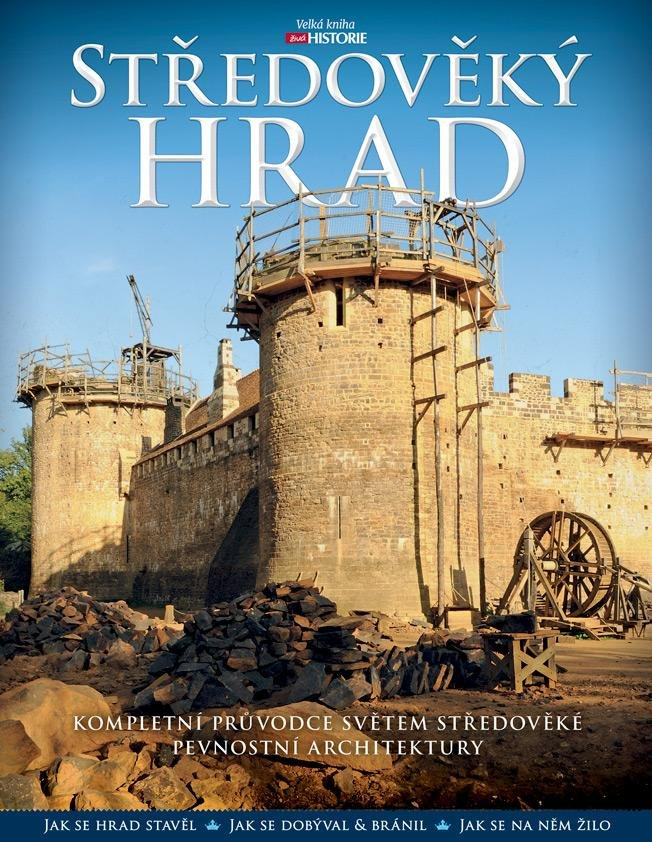 Velká kniha
živá HISTORIE
STŘEDOVĚKÝ
HRAD
KOMPLETNÍ PRŮVODCE SVĚTEM STŘEDOVĚKÉ
PEVNOSTNÍ ARCHITEKTURY
JAK SE HRAD STAVĚL JAK SE DOBÝVAL & BRÁNIL JAK SE NA NĚM ŽILO